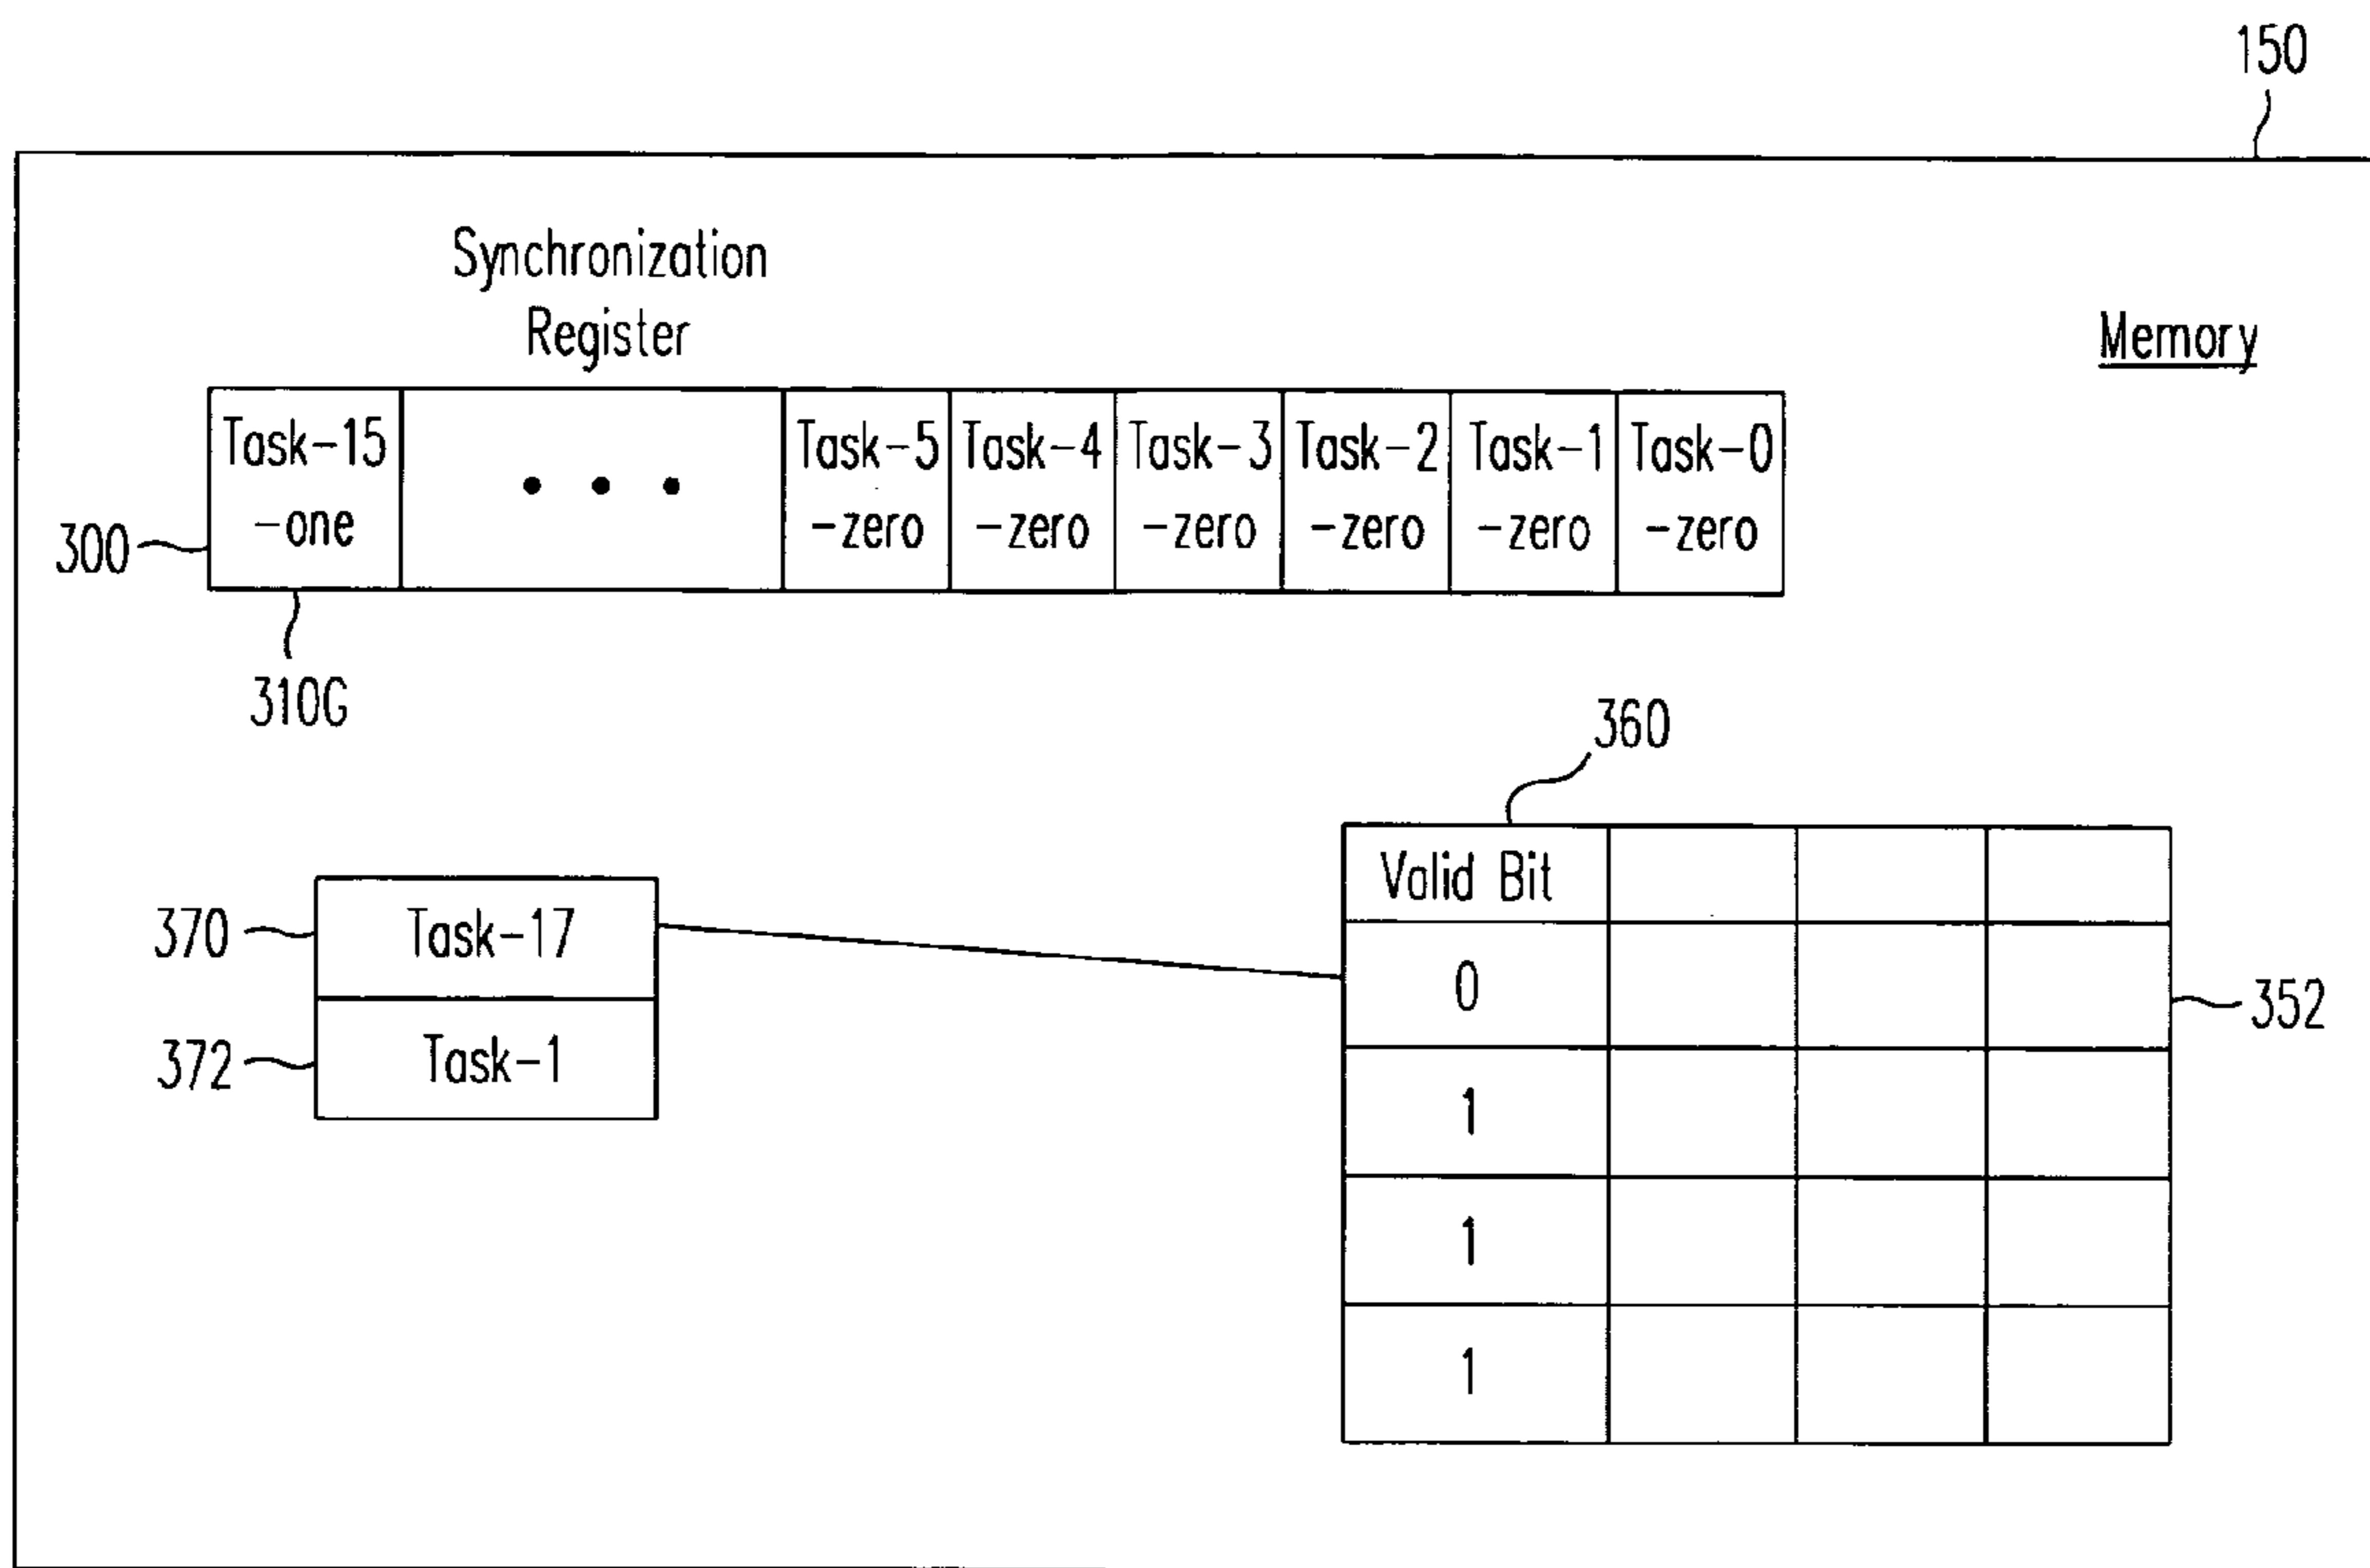 150
Synchronization
Register
Memory
Task-15 Task-5 Task-4 Task-3 Task-2 Task-1 Task-0
• • •
-one -zero -zero -zero -zero -zero -zero
300
310G
360
Valid Bit
370 Task-17
0
352
372 Task-1
1
1
1